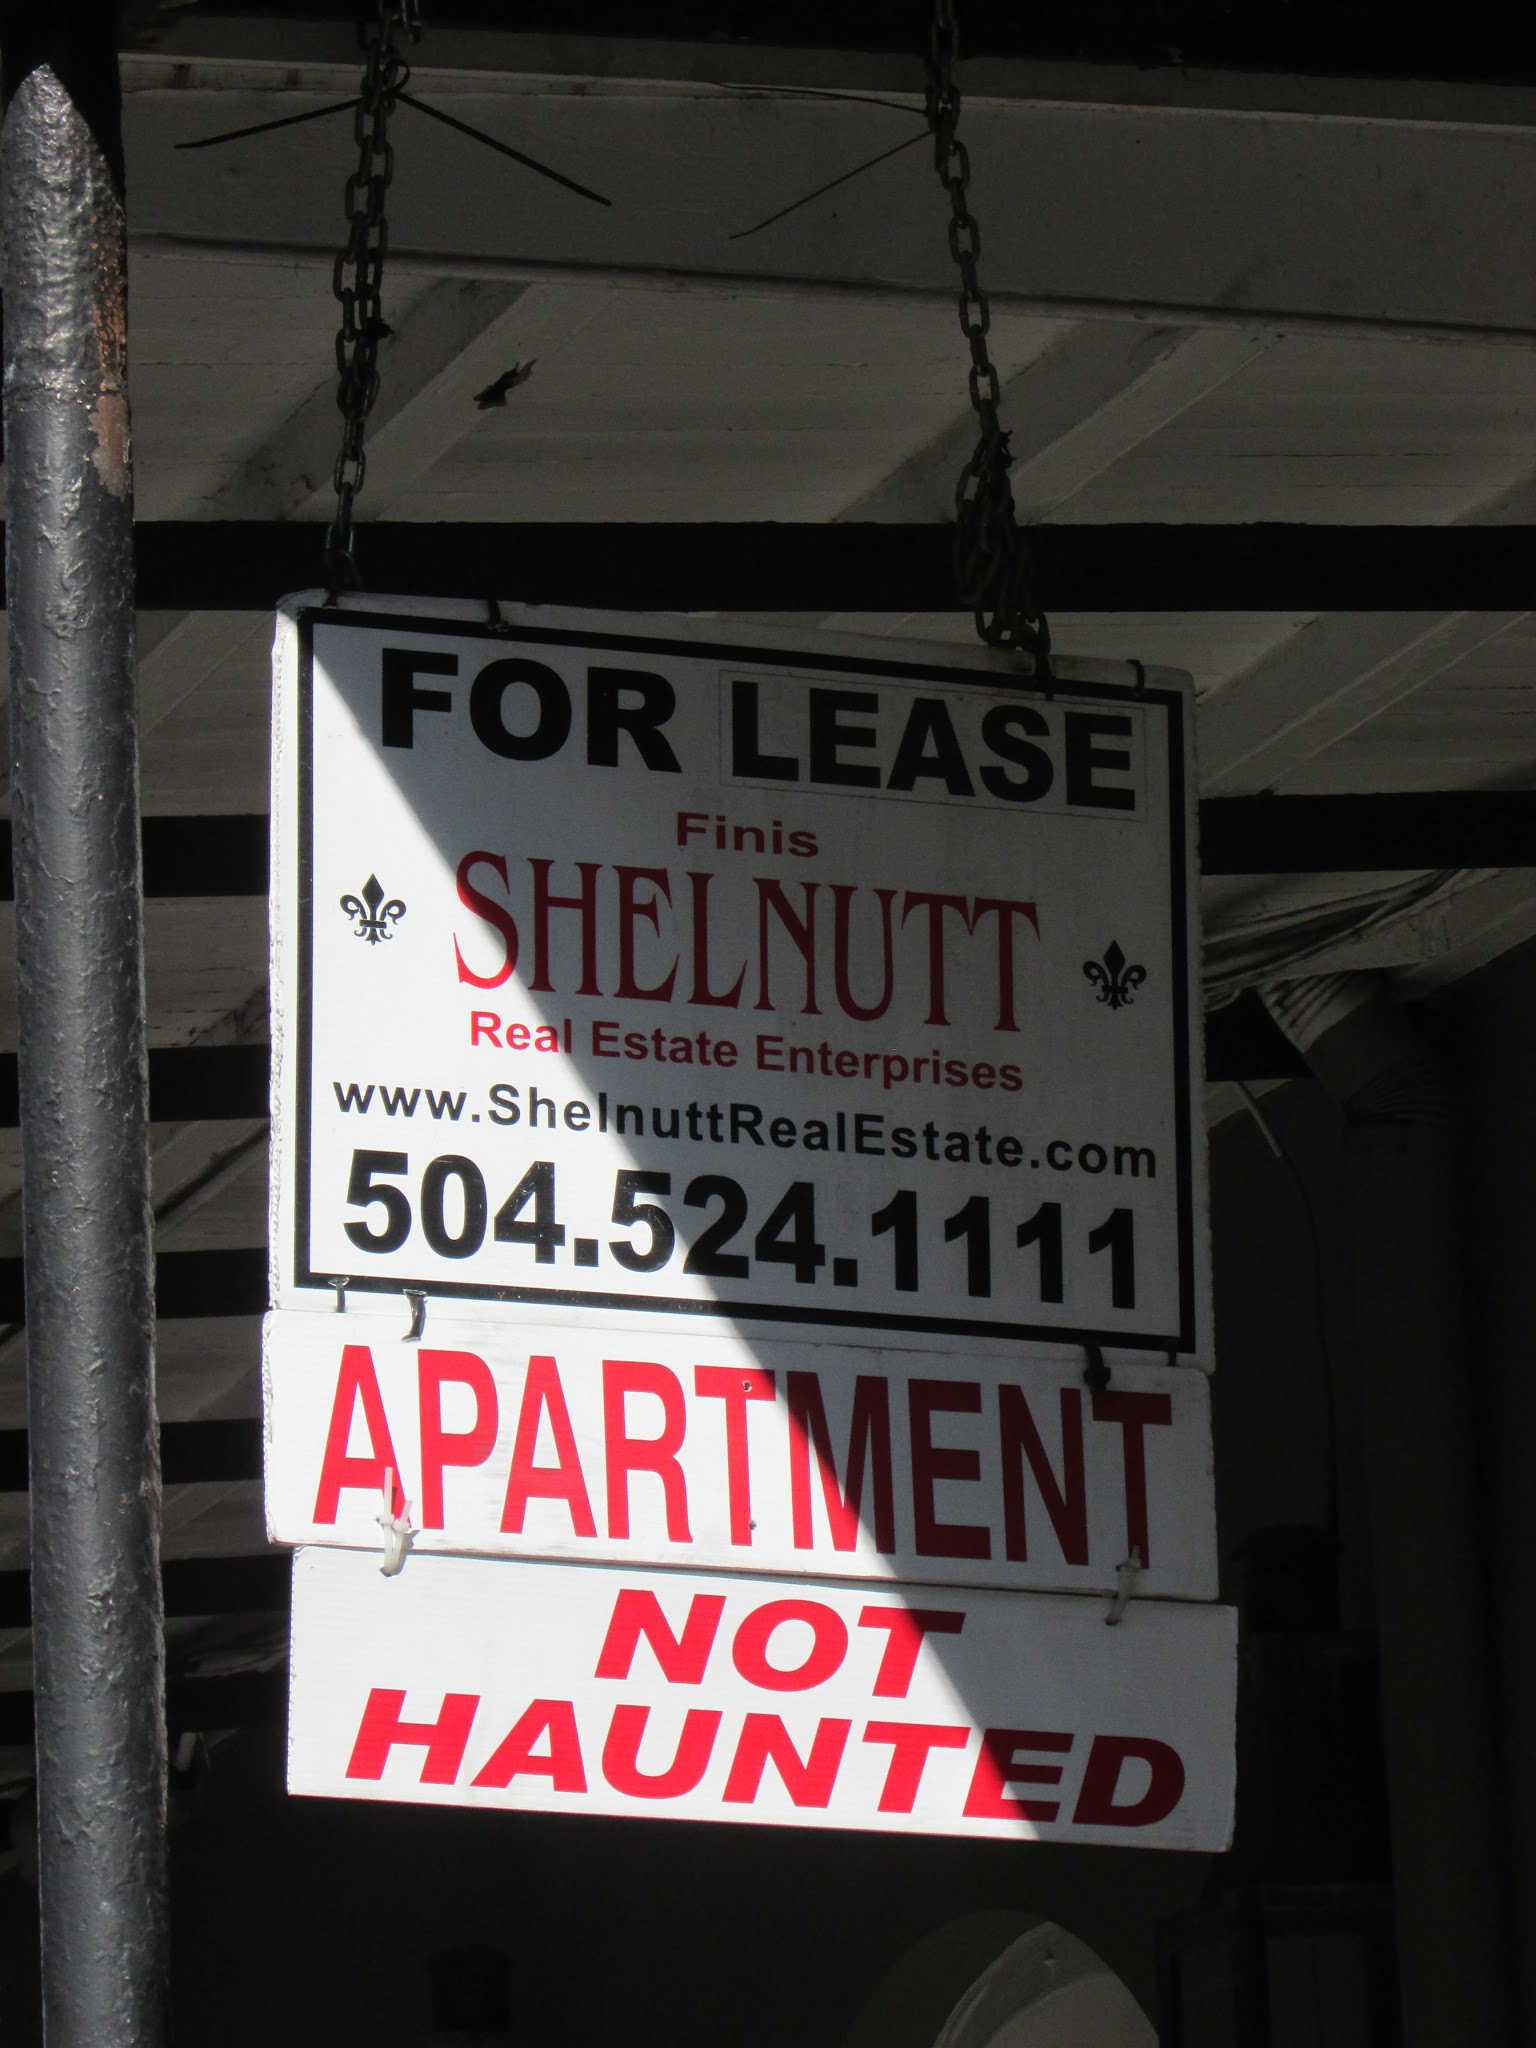 FOR LEASE
Finis
SHELNUTT
Real Estate Enterprises
www.ShelnuttRealEstate.com
504.524.1111
APARTMENT
NOT
HAUNTED